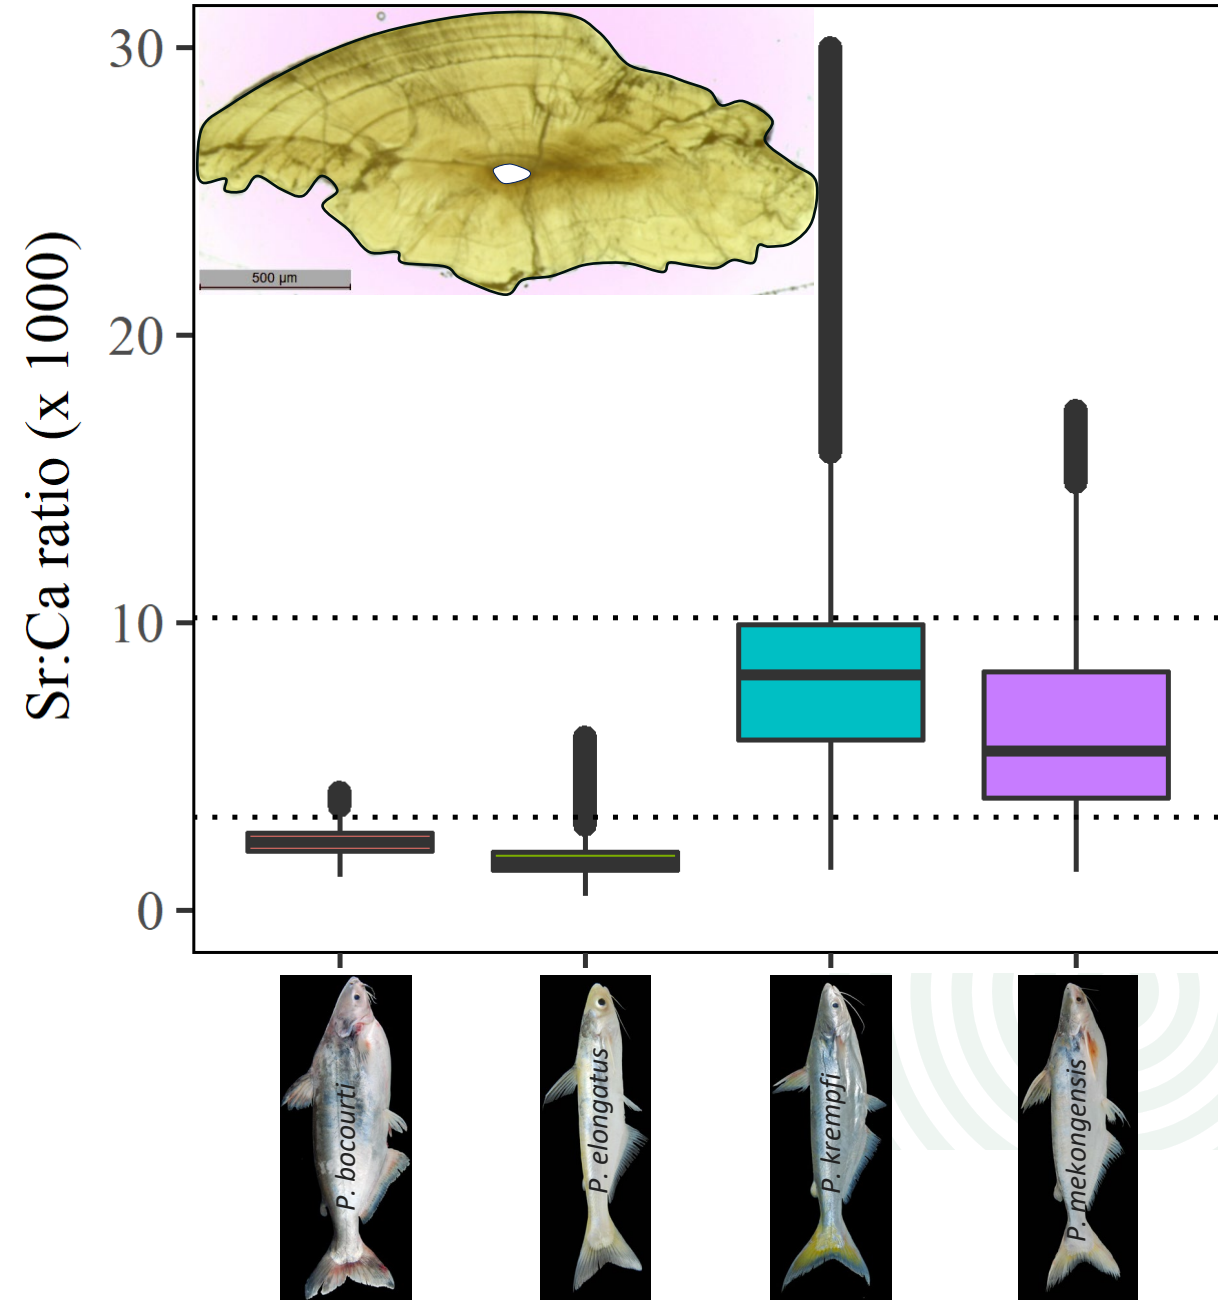 Sr:Ca ratio (x 1000)
30
20
10
0
500 µm
P. bocourti
P. elongatus
P. krempfi
P. mekongensis